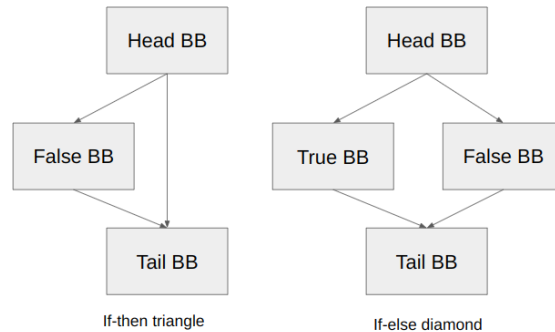 Head BB
False BB
Tail BB
If-then triangle
Head BB
True BB
False BB
Tail BB
If-else diamond